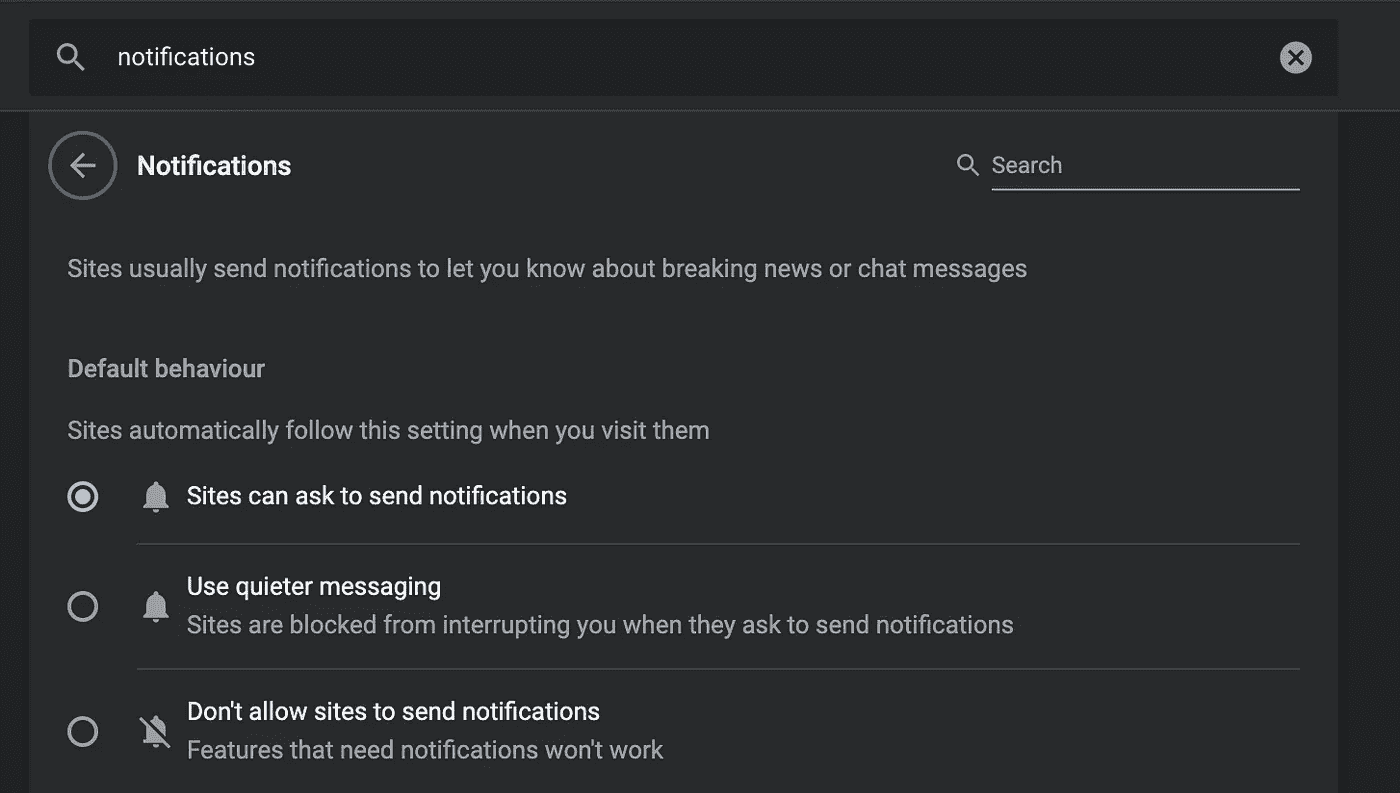 notifications
Notifications
Search
Sites usually send notifications to let you know about breaking news or chat messages
Default behaviour
Sites automatically follow this setting when you visit them
Sites can ask to send notifications
Use quieter messaging
Sites are blocked from interrupting you when they ask to send notifications
Don't allow sites to send notifications
Features that need notifications won't work